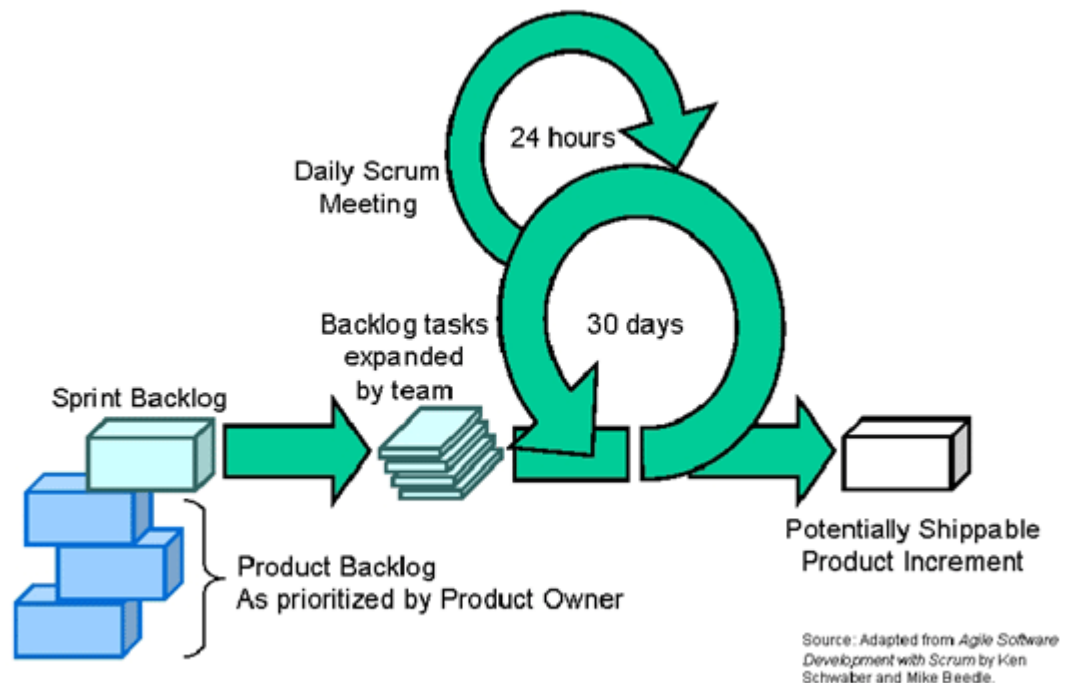 24 hours
Daily Scrum
Meeting
30 days
Backlog tasks
expanded
by team
Sprint Backlog
Potentially Shippable
Product Increment
Product Backlog
As prioritized by Product Owner
Source: Adapted from Agile Software
Development with Scrum by Ken
Schwaber and Mike Beedle.